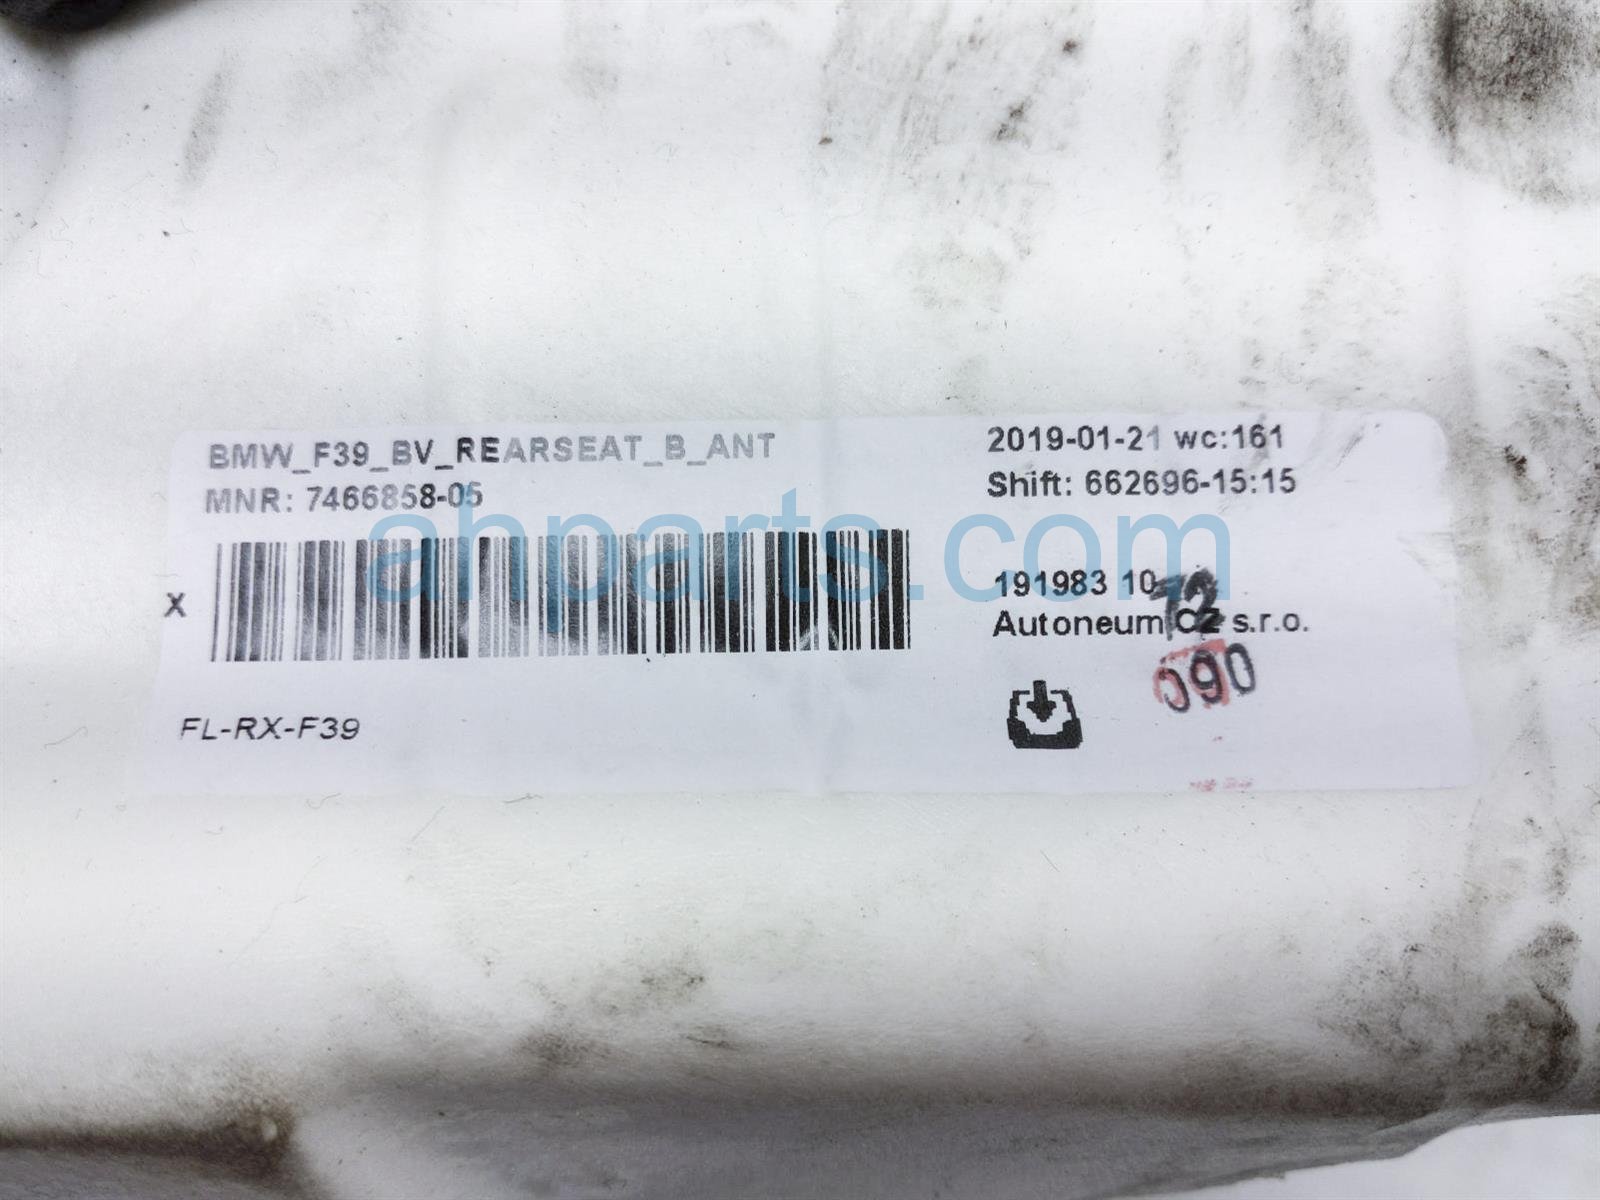 BMW_F39_BV_REARSEAT_B_ANT
MNR: 7466858-05
2019-01-21 wc:161
Shift: 662696-15:15
ahparts.com
X
191983 10
12
Autoneum CZ s.r.o.
090
FL-RX-F39